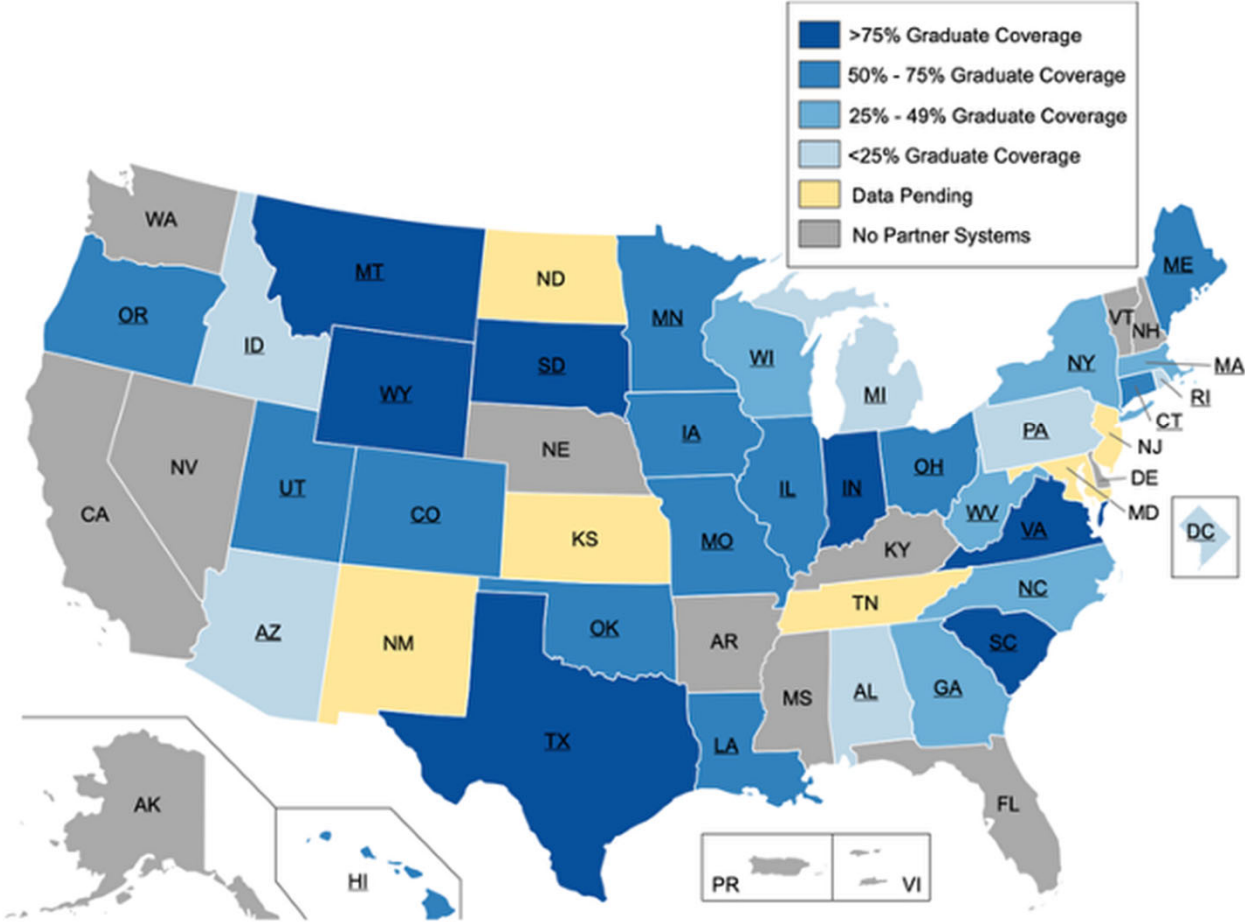 >75% Graduate Coverage
50% - 75% Graduate Coverage
25% - 49% Graduate Coverage
<25% Graduate Coverage
Data Pending
No Partner Systems
WA
MT
ND
MN
ME
OR
ID
SD
WI
MI
NY
VT
NH
MA
RI
CT
WY
IA
PA
NJ
NE
NV
UT
CO
IL
IN
OH
DE
MD
WV
VA
DC
CA
KS
MO
KY
AZ
NM
OK
TN
NC
AR
SC
MS
AL
GA
TX
LA
AK
FL
HI
PR
VI